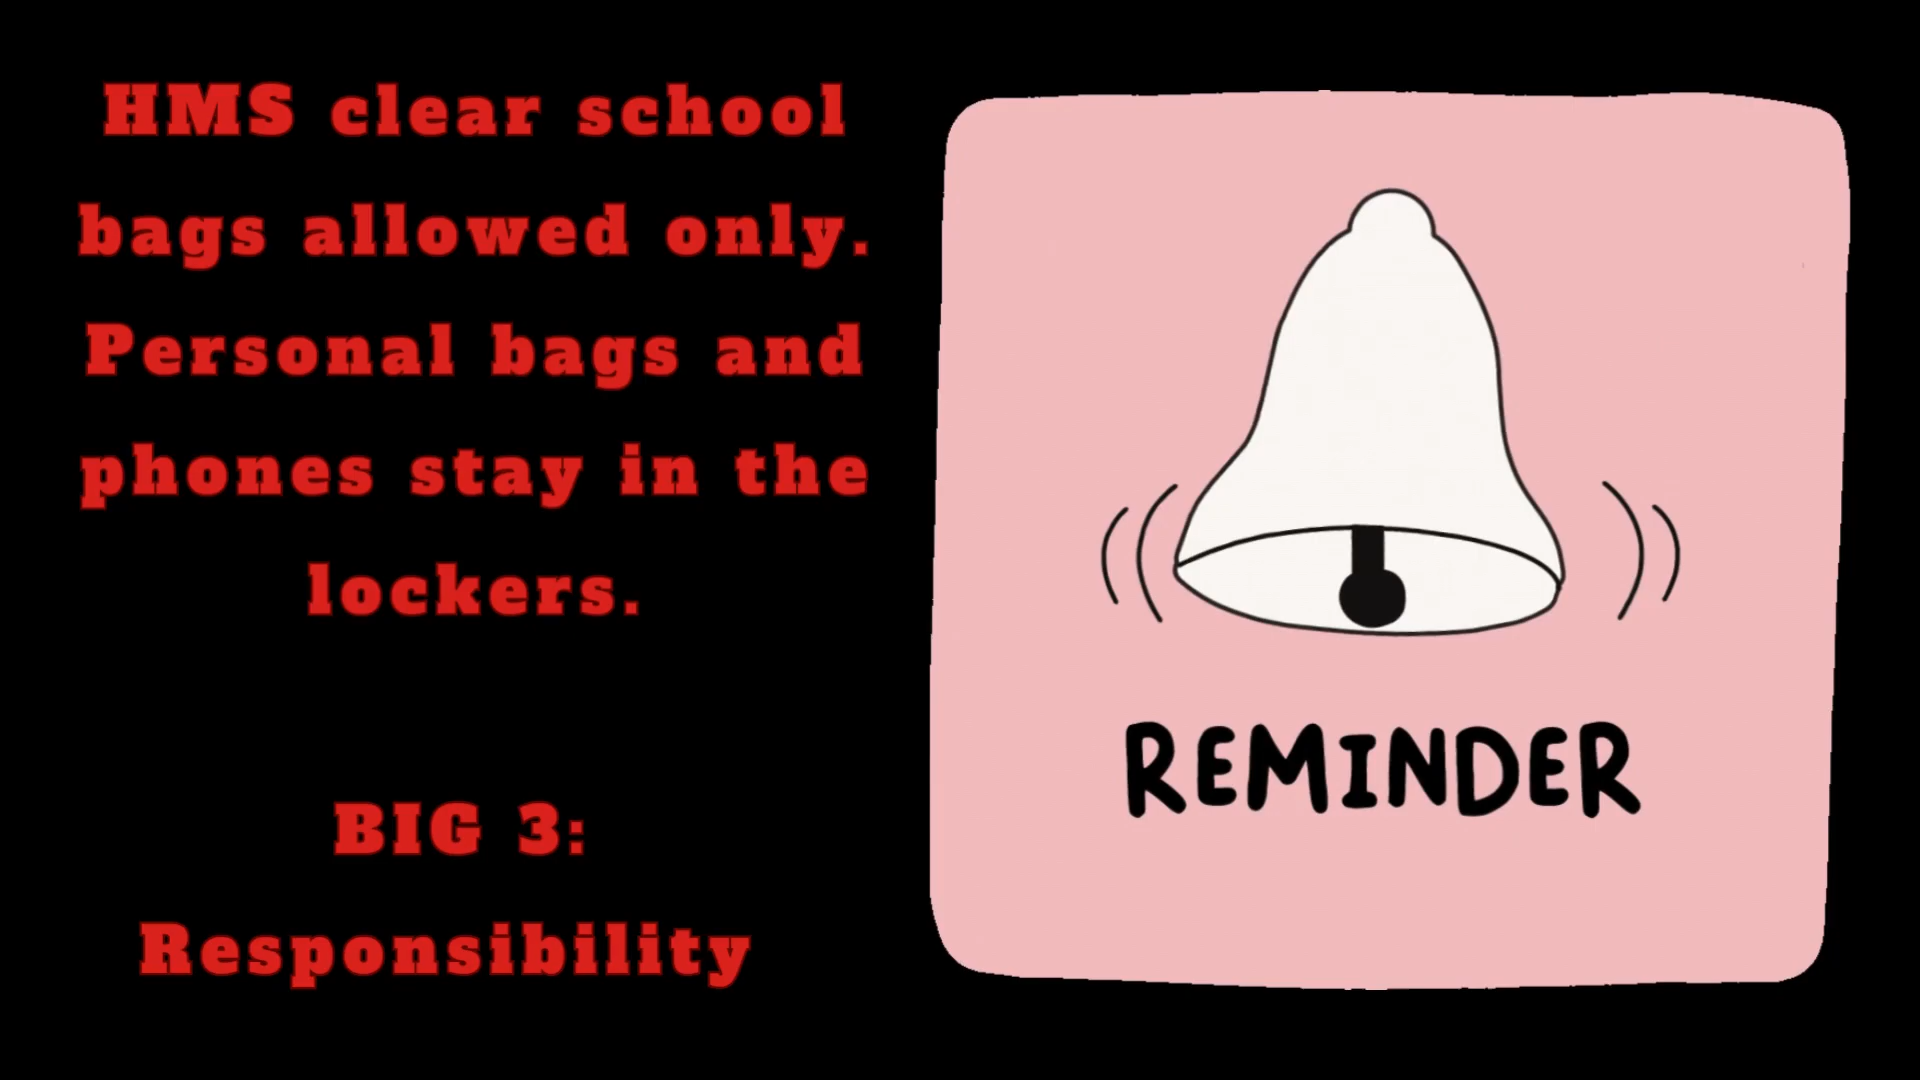 HMS clear school
bags allowed only.
Personal bags and
phones stay in the
lockers.
BIG 3:
Responsibility
REMINDER